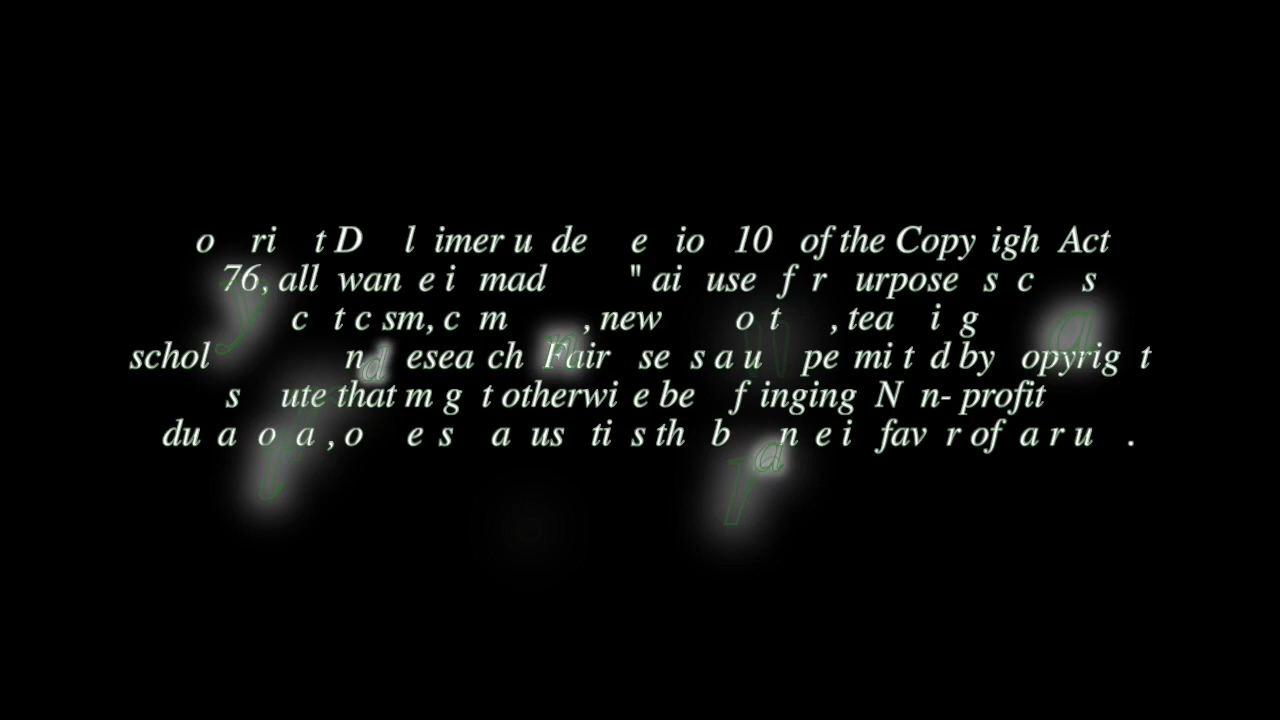 o ri t D l imer u de e io 10 of the Copy igh Act
76, all wan e i mad " ai use f r urpose s c s
c t c sm, c m , new o t , tea i g
schol n d esea ch Fair se s a u pe mi t d by opyrig t
s ute that m g t otherwi e be f inging N n- profit
du a o a , o e s a us ti s th b n e i fav r of a r u .